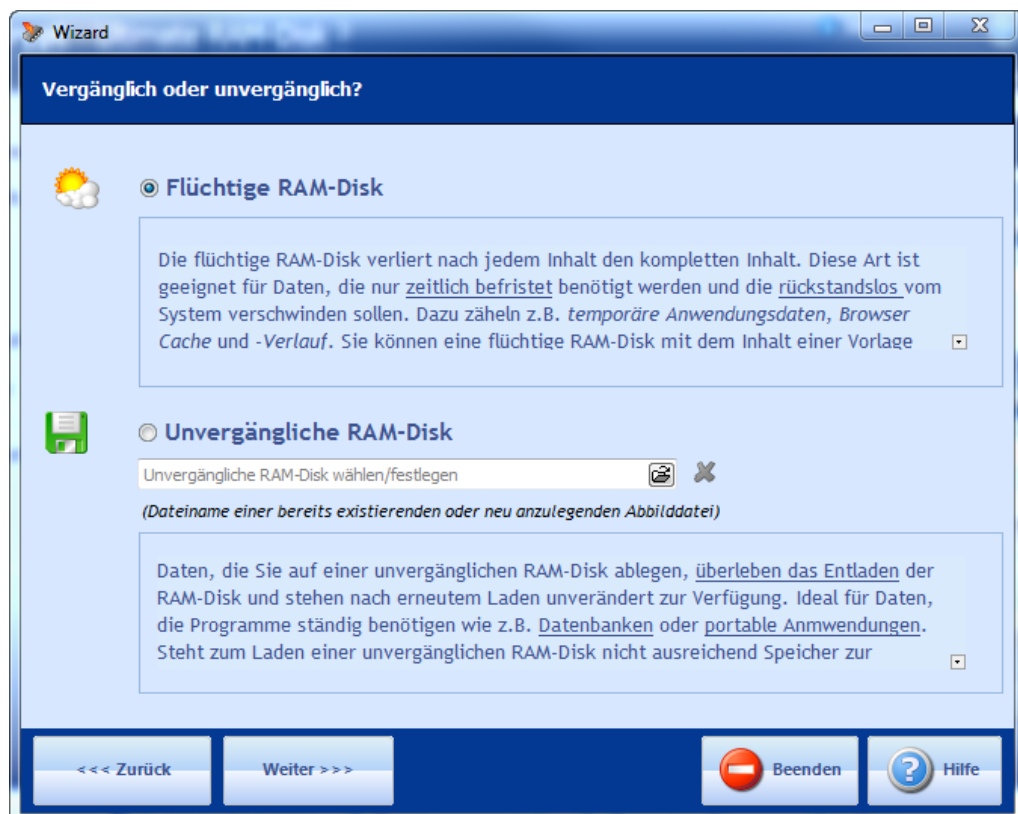 Wizard
Vergänglich oder unvergänglich?
Flüchtige RAM-Disk
Die flüchtige RAM-Disk verliert nach jedem Inhalt den kompletten Inhalt. Diese Art ist
geeignet für Daten, die nur zeitlich befristet benötigt werden und die rückstandslos vom
System verschwinden sollen. Dazu zäheln z.B. temporäre Anwendungsdaten, Browser
Cache und -Verlauf. Sie können eine flüchtige RAM-Disk mit dem Inhalt einer Vorlage
Unvergängliche RAM-Disk
Unvergängliche RAM-Disk wählen/festlegen
(Dateiname einer bereits existierenden oder neu anzulegenden Abbilddatei)
Daten, die Sie auf einer unvergänglichen RAM-Disk ablegen, überleben das Entladen der
RAM-Disk und stehen nach erneutem Laden unverändert zur Verfügung. Ideal für Daten,
die Programme ständig benötigen wie z.B. Datenbanken oder portable Anmwendungen.
Steht zum Laden einer unvergänglichen RAM-Disk nicht ausreichend Speicher zur
<<< Zurück
Weiter >>>
Beenden
Hilfe